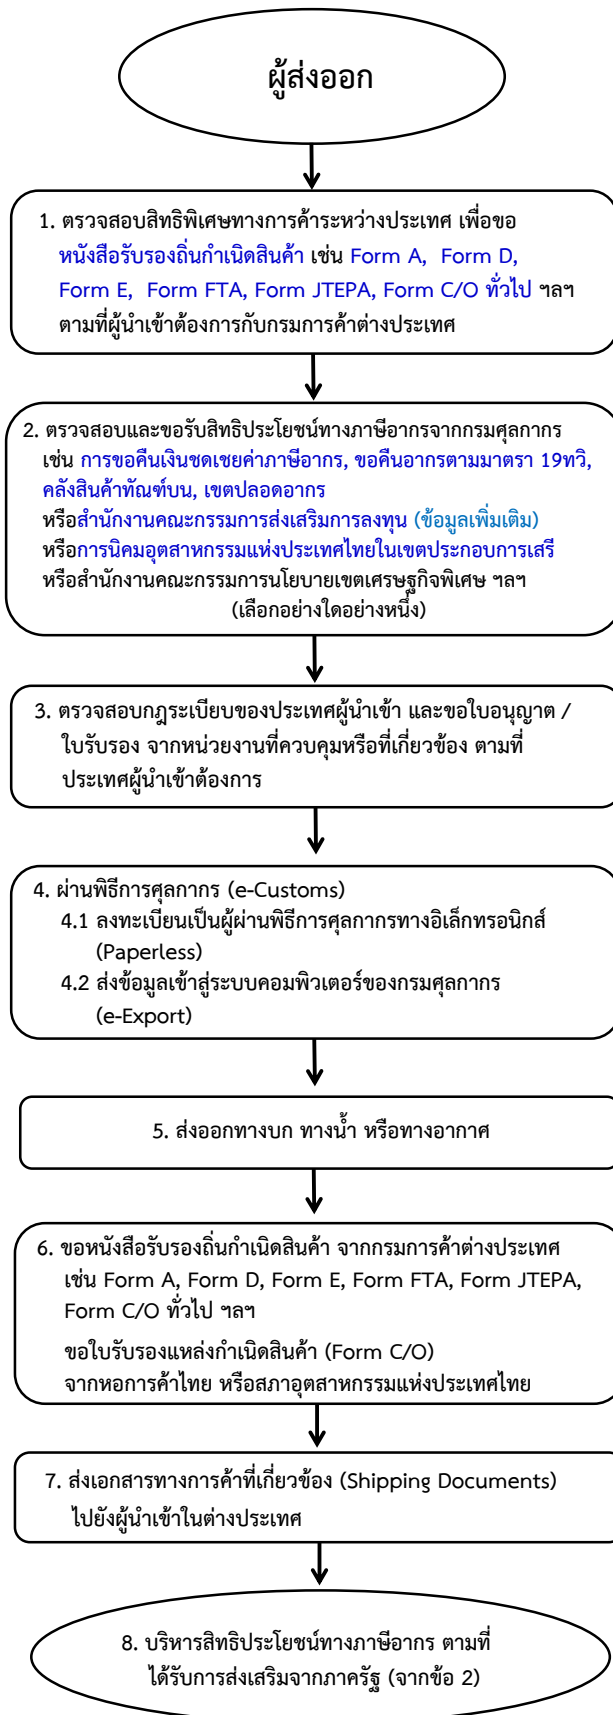 ผู้ส่งออก
1. ตรวจสอบสิทธิพิเศษทางการค้าระหว่างประเทศ เพื่อขอ
หนังสือรับรองถิ่นกำเนิดสินค้า เช่น Form A, Form D,
Form E, Form FTA, Form JTEPA, Form C/O ทั่วไป ฯลฯ
ตามที่ผู้นำเข้าต้องการกับกรมการค้าต่างประเทศ
2. ตรวจสอบและขอรับสิทธิประโยชน์ทางภาษีอากรจากกรมศุลกากร
เช่น การขอคืนเงินชดเชยค่าภาษีอากร, ขอคืนอากรตามมาตรา 19ทวิ,
คลังสินค้าทัณฑ์บน, เขตปลอดอากร
หรือสำนักงานคณะกรรมการส่งเสริมการลงทุน (ข้อมูลเพิ่มเติม)
หรือการนิคมอุตสาหกรรมแห่งประเทศไทยในเขตประกอบการเสรี
หรือสำนักงานคณะกรรมการนโยบายเขตเศรษฐกิจพิเศษ ฯลฯ
(เลือกอย่างใดอย่างหนึ่ง)
3. ตรวจสอบกฎระเบียบของประเทศผู้นำเข้า และขอใบอนุญาต /
ใบรับรอง จากหน่วยงานที่ควบคุมหรือที่เกี่ยวข้อง ตามที่
ประเทศผู้นำเข้าต้องการ
4. ผ่านพิธีการศุลกากร (e-Customs)
4.1 ลงทะเบียนเป็นผู้ผ่านพิธีการศุลกากรทางอิเล็กทรอนิกส์
(Paperless)
4.2 ส่งข้อมูลเข้าสู่ระบบคอมพิวเตอร์ของกรมศุลกากร
(e-Export)
5. ส่งออกทางบก ทางน้ำ หรือทางอากาศ
6. ขอหนังสือรับรองถิ่นกำเนิดสินค้า จากกรมการค้าต่างประเทศ
เช่น Form A, Form D, Form E, Form FTA, Form JTEPA,
Form C/O ทั่วไป ฯลฯ
ขอใบรับรองแหล่งกำเนิดสินค้า (Form C/O)
จากหอการค้าไทย หรือสภาอุตสาหกรรมแห่งประเทศไทย
7. ส่งเอกสารทางการค้าที่เกี่ยวข้อง (Shipping Documents)
ไปยังผู้นำเข้าในต่างประเทศ
8. บริหารสิทธิประโยชน์ทางภาษีอากร ตามที่
ได้รับการส่งเสริมจากภาครัฐ (จากข้อ 2)